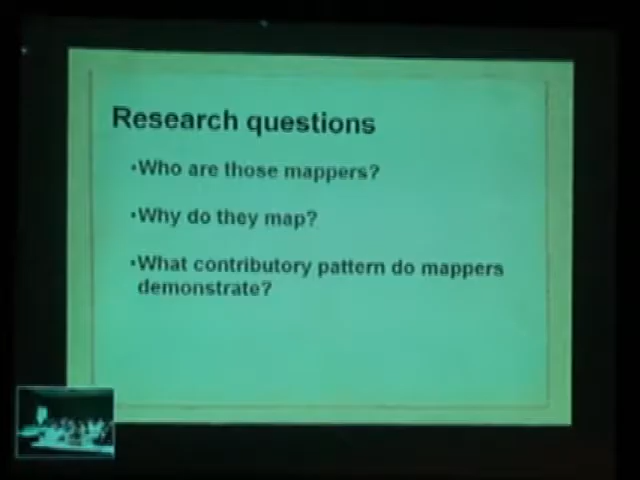 Research questions
•Who are those mappers?
•Why do they map?
•What contributory pattern do mappers
demonstrate?